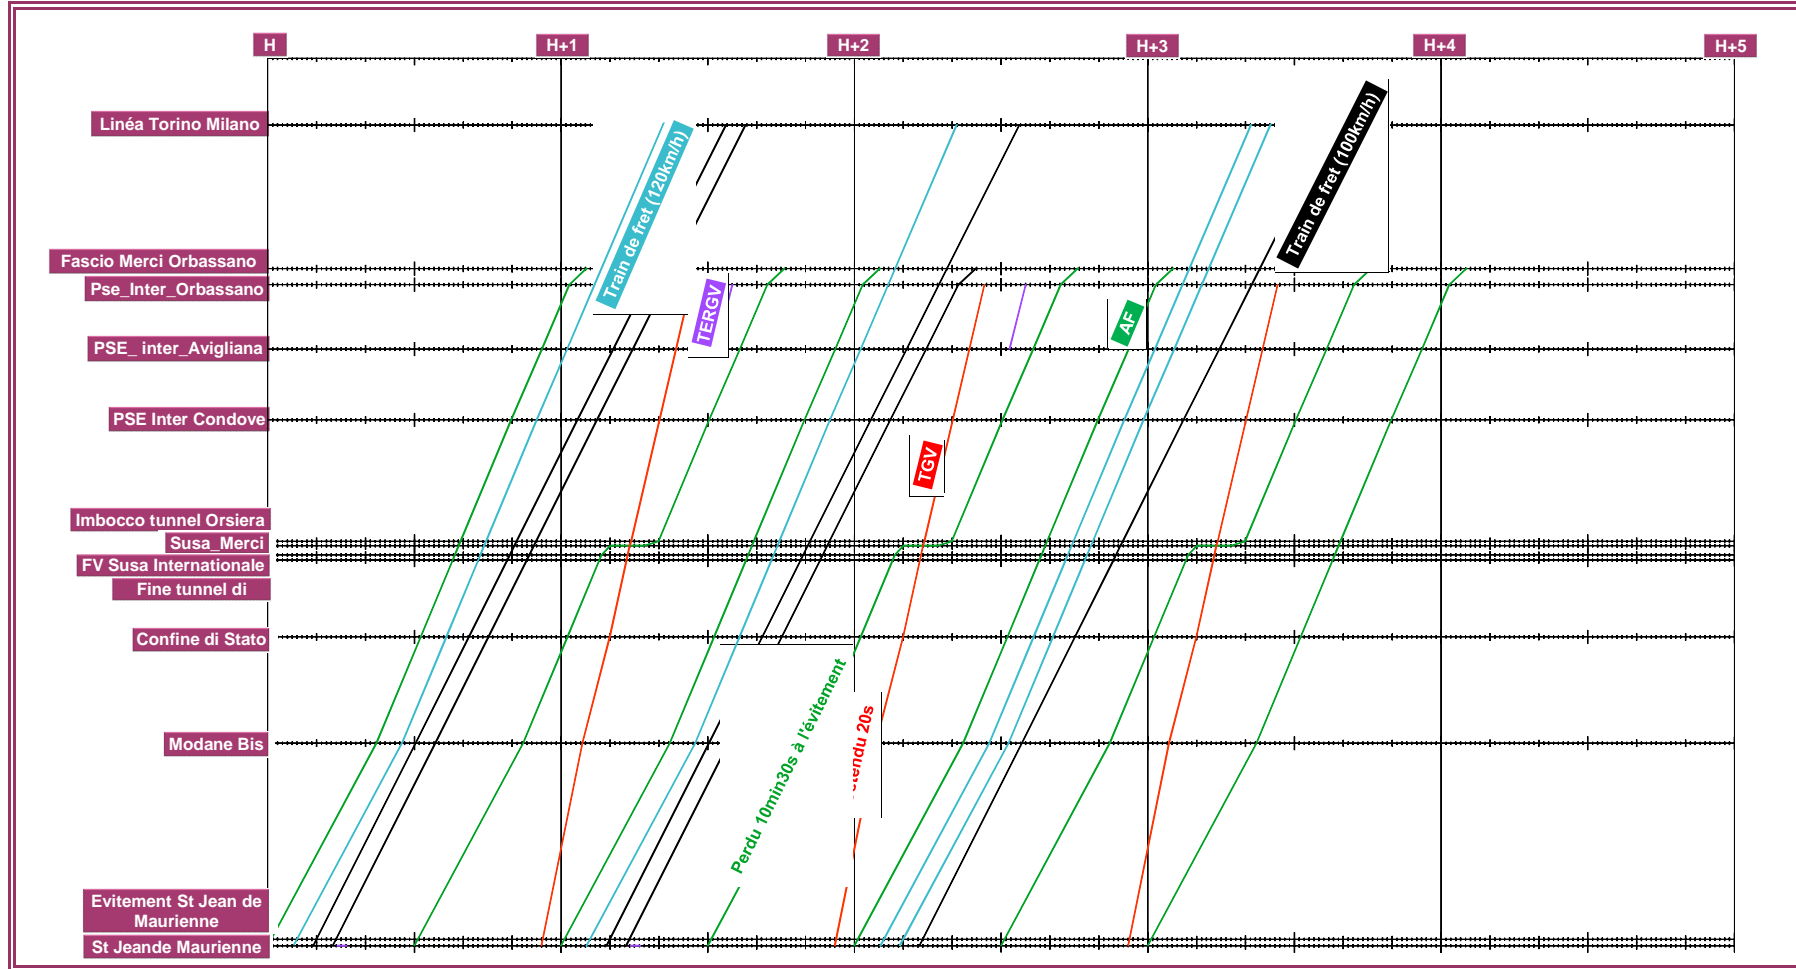 H
H+1
H+2
H+3
H+4
H+5
Linéa Torino Milano
Fascio Merci Orbassano
Pse_Inter_Orbassano
PSE_ inter_Avigliana
PSE Inter Condove
Imbocco tunnel Orsiera
Susa_Merci
FV Susa Internationale
Fine tunnel di
Confine di Stato
Modane Bis
Evitement St Jean de
Maurienne
St Jeande Maurienne
Train de fret (120km/h)
TERGV
TGV
AF
Train de fret (100km/h)
Perdu 10min30s à l'évitement
20s